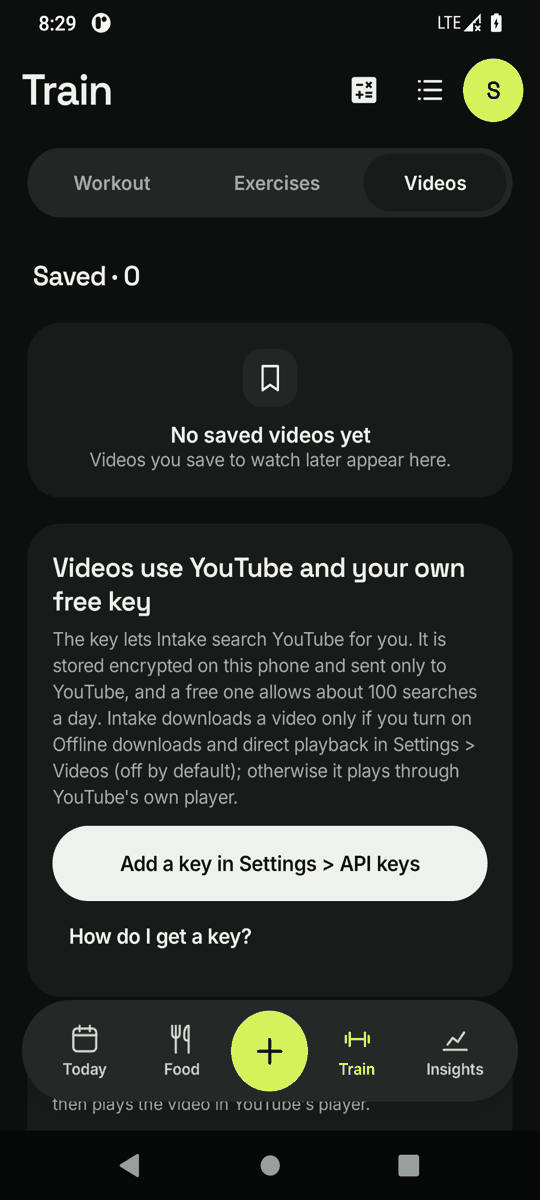 8:29
LTE
Train
S
Workout
Exercises
Videos
Saved · 0
No saved videos yet
Videos you save to watch later appear here.
Videos use YouTube and your own
free key
The key lets Intake search YouTube for you. It is
stored encrypted on this phone and sent only to
YouTube, and a free one allows about 100 searches
a day. Intake downloads a video only if you turn on
Offline downloads and direct playback in Settings >
Videos (off by default); otherwise it plays through
YouTube's own player.
Add a key in Settings > API keys
How do I get a key?
Today
Food
Train
Insights
then plays the video in YouTube's player.